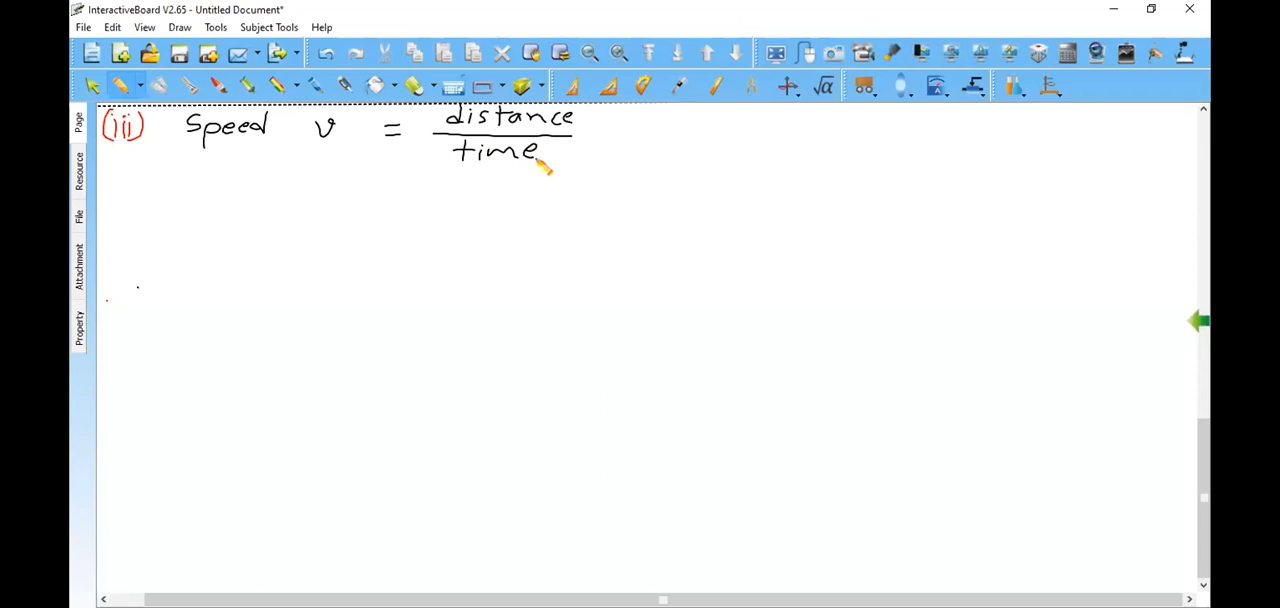 InteractiveBoard V2.65 - Untitled Document*
File Edit View Draw Tools Subject Tools Help
Page
Resource
File
Attachment
Property
(iii) Speed v = distance
time